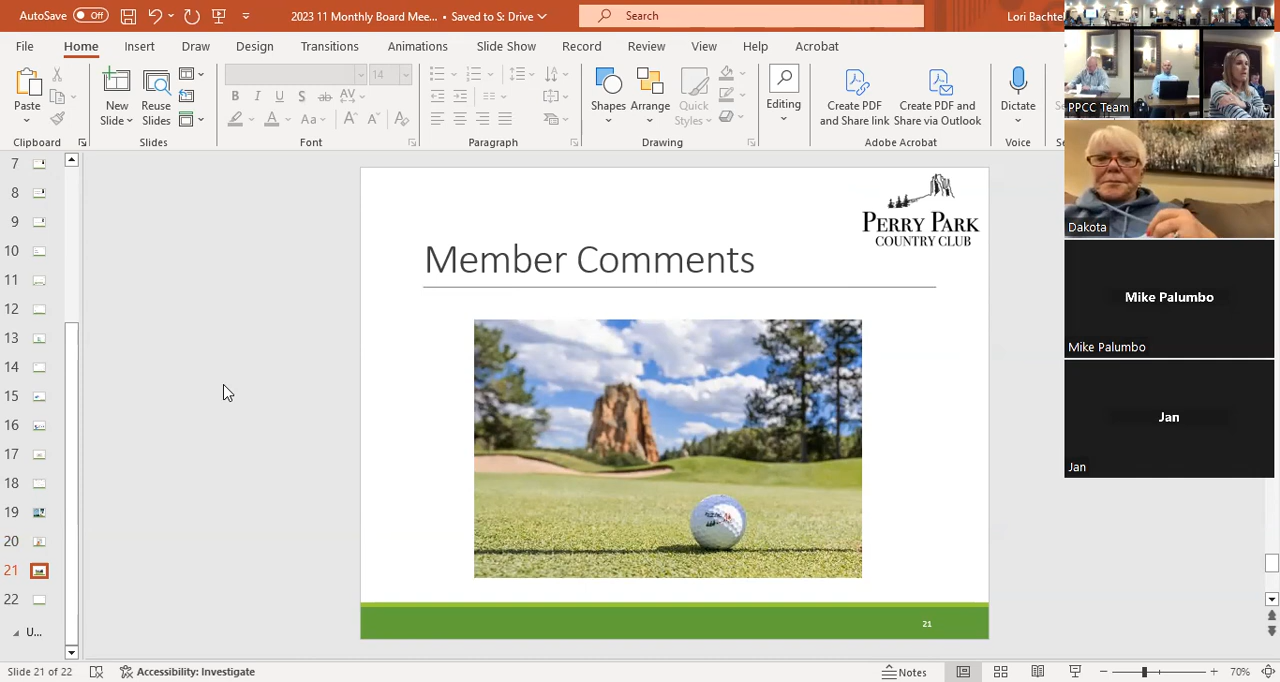 AutoSave Off 2023 11 Monthly Board Mee... • Saved to S: Drive Search Lori Bachtel
File Home Insert Draw Design Transitions Animations Slide Show Record Review View Help Acrobat
14
Paste New Slide Reuse Slides B I U S ab AV Aa A A Shapes Arrange Quick Styles Editing Create PDF and Share link Create PDF and Share via Outlook Dictate
Clipboard Slides Font Paragraph Drawing Adobe Acrobat Voice
PPCC Team
Dakota
Mike Palumbo
Mike Palumbo
Jan
Jan
7
8
9
10
11
12
13
14
15
16
17
18
19
20
21
22
U...
PERRY PARK
COUNTRY CLUB
Member Comments
21
Slide 21 of 22 Accessibility: Investigate Notes 70%